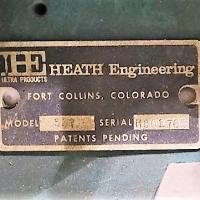 HE
ULTRA PRODUCTS
HEATH Engineering
FORT COLLINS, COLORADO
MODEL SERIAL
PATENTS PENDING